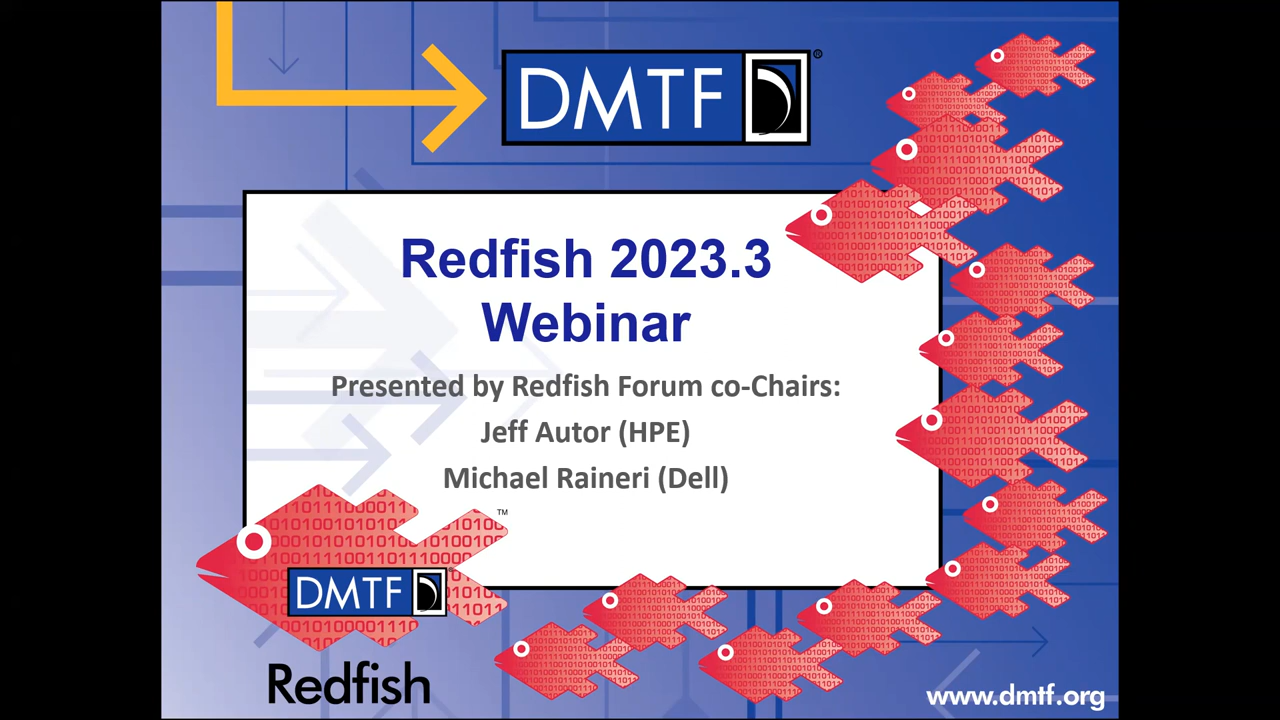 DMTF®
Redfish 2023.3
Webinar
Presented by Redfish Forum co-Chairs:
Jeff Autor (HPE)
Michael Raineri (Dell)
™
DMTF
Redfish
www.dmtf.org